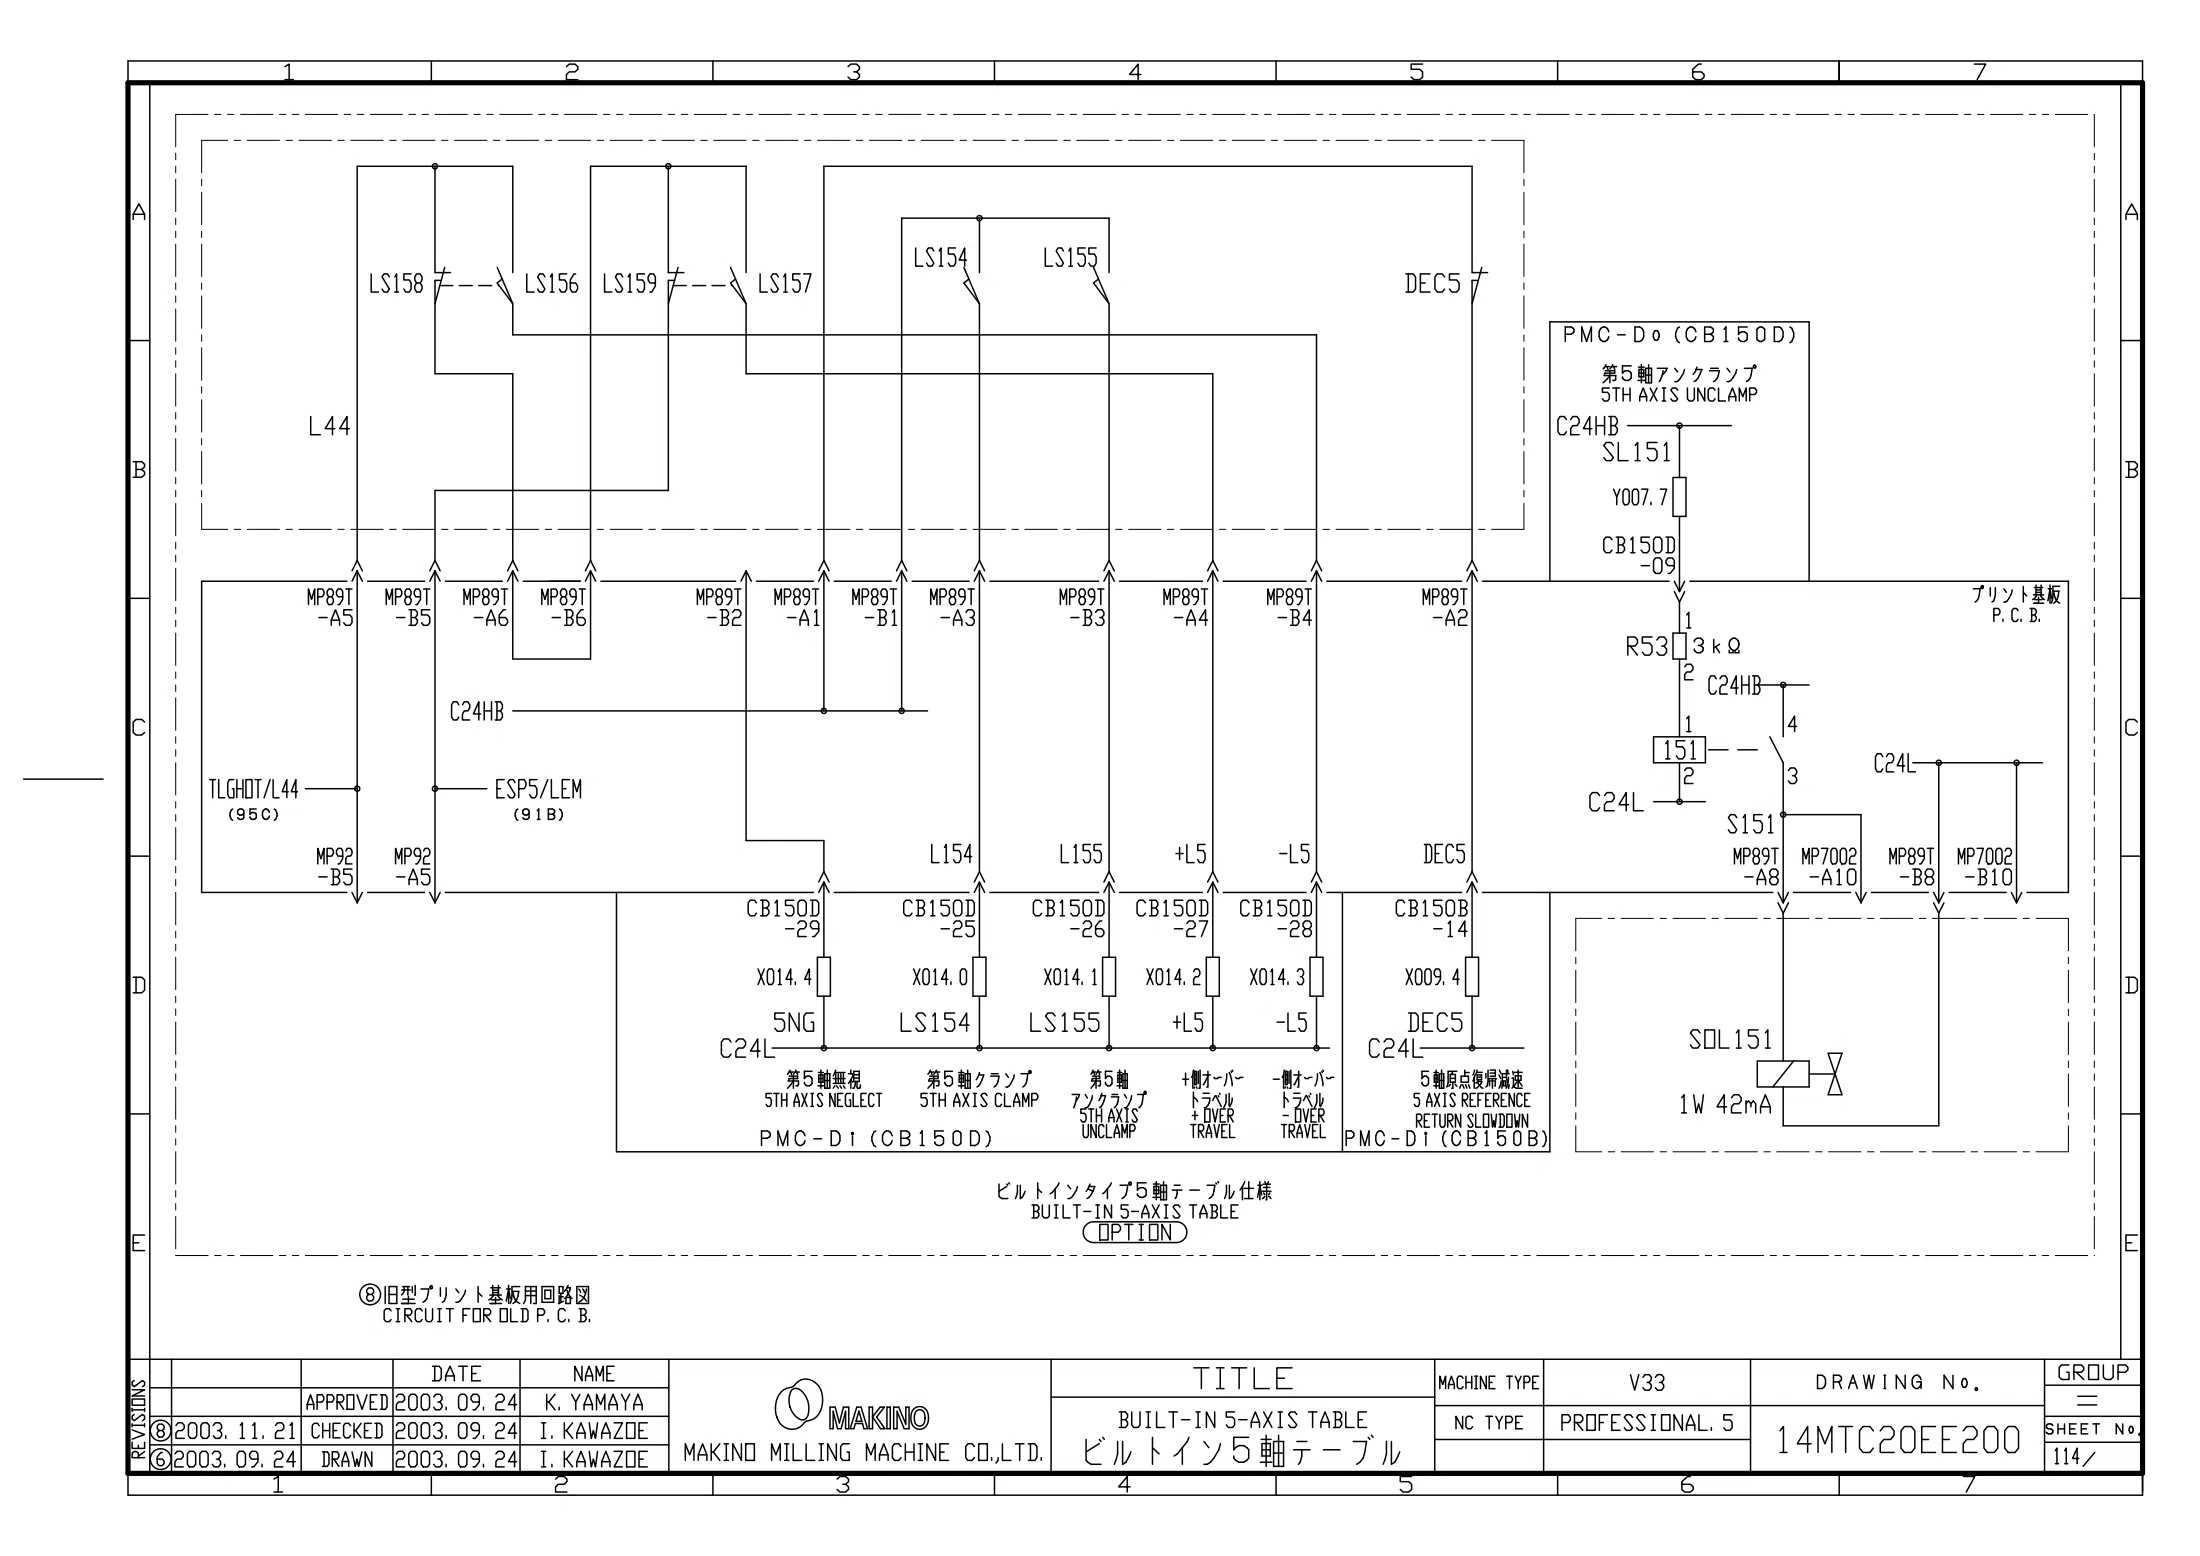 1 2 3 4 5 6 7
A
A
LS158
LS156
LS159
LS157
LS154
LS155
DEC5
PMC-Do (CB150D)
第5軸アンクランプ
5TH AXIS UNCLAMP
C24HB
SL151
Y007.7
CB150D
-09
L44
B
B
MP89T
-A5
MP89T
-B5
MP89T
-A6
MP89T
-B6
MP89T
-B2
MP89T
-A1
MP89T
-B1
MP89T
-A3
MP89T
-B3
MP89T
-A4
MP89T
-B4
MP89T
-A2
プリント基板
P.C.B.
1
R53
3kΩ
2
C24HB
C24HB
C
C
1
151
2
C24L
4
3
C24L
TLGHOT/L44
(95C)
ESP5/LEM
(91B)
S151
MP92
-B5
MP92
-A5
L154
L155
+L5
-L5
DEC5
MP89T
-A8
MP7002
-A10
MP89T
-B8
MP7002
-B10
CB150D
-29
CB150D
-25
CB150D
-26
CB150D
-27
CB150D
-28
CB150B
-14
D
D
X014.4
X014.0
X014.1
X014.2
X014.3
X009.4
5NG
LS154
LS155
+L5
-L5
DEC5
C24L
C24L
SOL151
1W 42mA
第5軸無視
5TH AXIS NEGLECT
第5軸クランプ
5TH AXIS CLAMP
第5軸
アンクランプ
5TH AXIS
UNCLAMP
+側オーバー
トラベル
+ OVER
TRAVEL
-側オーバー
トラベル
- OVER
TRAVEL
5軸原点復帰減速
5 AXIS REFERENCE
RETURN SLOWDOWN
PMC-Di (CB150D)
PMC-Di (CB150B)
ビルトインタイプ5軸テーブル仕様
BUILT-IN 5-AXIS TABLE
OPTION
E
E
⑧旧型プリント基板用回路図
CIRCUIT FOR OLD P.C.B.
REVISIONS
⑧ 2003.11.21
⑥ 2003.09.24
DATE NAME
APPROVED 2003.09.24 K. YAMAYA
CHECKED 2003.09.24 I. KAWAZOE
DRAWN 2003.09.24 I. KAWAZOE
MAKINO
MAKINO MILLING MACHINE CO.,LTD.
TITLE
BUILT-IN 5-AXIS TABLE
ビルトイン5軸テーブル
MACHINE TYPE V33
NC TYPE PROFESSIONAL.5
DRAWING No.
14MTC20EE200
GROUP
=
SHEET No.
114/
1 2 3 4 5 6 7